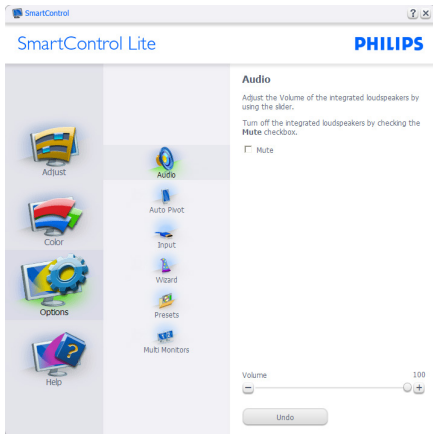 SmartControl
SmartControl Lite
PHILIPS
Adjust
Color
Options
Help
Audio
Auto Pivot
Input
Wizard
Presets
Multi Monitors
Audio
Adjust the Volume of the integrated loudspeakers by
using the slider.
Turn off the integrated loudspeakers by checking the
Mute checkbox.
Mute
Volume 100
Undo